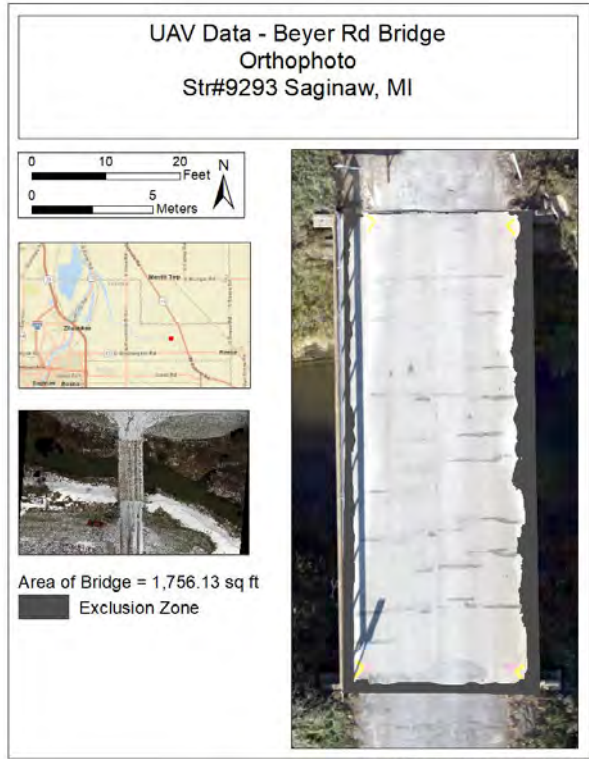 UAV Data - Beyer Rd Bridge
Orthophoto
Str#9293 Saginaw, MI
0 20
Feet
N
0 5
Meters
Area of Bridge = 1,756.13 sq ft
Exclusion Zone